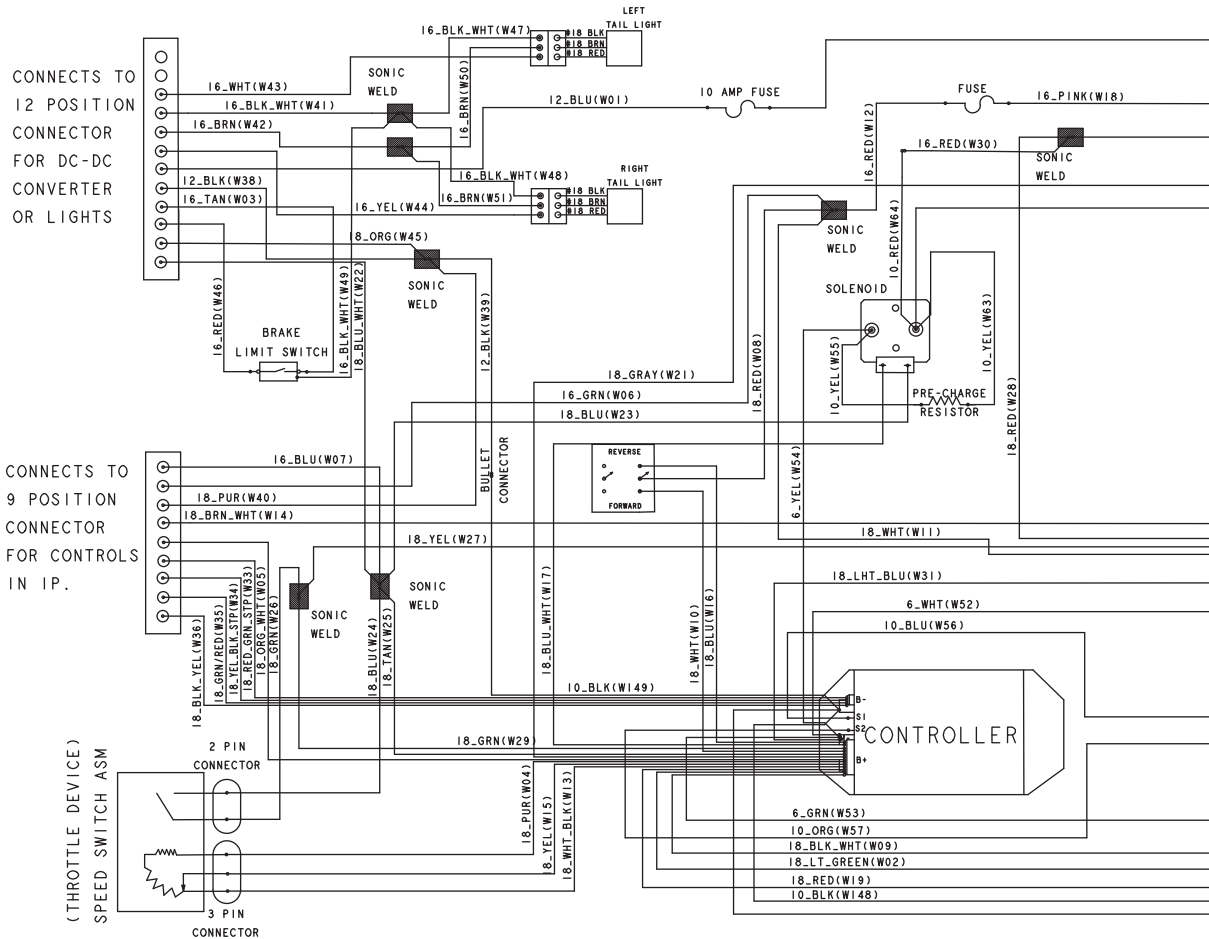 LEFT
TAIL LIGHT
16_BLK_WHT(W47)
#18 BLK
#18 BRN
#18 RED
CONNECTS TO
12 POSITION
CONNECTOR
FOR DC-DC
CONVERTER
OR LIGHTS
16_WHT(W43)
16_BLK_WHT(W41)
16_BRN(W42)
12_BLK(W38)
16_TAN(W03)
SONIC
WELD
16_BRN(W50)
12_BLU(W01)
10 AMP FUSE
FUSE
16_PINK(W18)
16_RED(W12)
16_RED(W30)
SONIC
WELD
16_BLK_WHT(W48)
16_BRN(W51)
16_YEL(W44)
RIGHT
TAIL LIGHT
#18 BLK
#18 BRN
#18 RED
18_ORG(W45)
SONIC
WELD
SONIC
WELD
10_RED(W64)
SOLENOID
16_RED(W46)
BRAKE
LIMIT SWITCH
16_BLK_WHT(W49)
18_BLU_WHT(W22)
12_BLK(W39)
18_RED(W08)
10_YEL(W55)
10_YEL(W63)
PRE-CHARGE
RESISTOR
18_RED(W28)
18_GRAY(W21)
16_GRN(W06)
18_BLU(W23)
CONNECTS TO
9 POSITION
CONNECTOR
FOR CONTROLS
IN IP.
16_BLU(W07)
18_PUR(W40)
18_BRN_WHT(W14)
BULLET
CONNECTOR
REVERSE
FORWARD
6_YEL(W54)
18_YEL(W27)
18_WHT(W11)
18_LHT_BLU(W31)
6_WHT(W52)
10_BLU(W56)
SONIC
WELD
SONIC
WELD
18_BLK_YEL(W36)
18_GRN/RED(W35)
18_YEL_BLK_STP(W34)
18_RED_GRN_STP(W33)
18_ORG_WHT(W05)
18_GRN(W26)
18_BLU(W24)
18_TAN(W25)
18_BLU_WHT(W17)
18_WHT(W10)
18_BLU(W16)
10_BLK(W149)
B-
S1
S2
B+
CONTROLLER
18_GRN(W29)
(THROTTLE DEVICE)
SPEED SWITCH ASM
2 PIN
CONNECTOR
3 PIN
CONNECTOR
18_PUR(W04)
18_YEL(W15)
18_WHT_BLK(W13)
6_GRN(W53)
10_ORG(W57)
18_BLK_WHT(W09)
18_LT_GREEN(W02)
18_RED(W19)
10_BLK(W148)